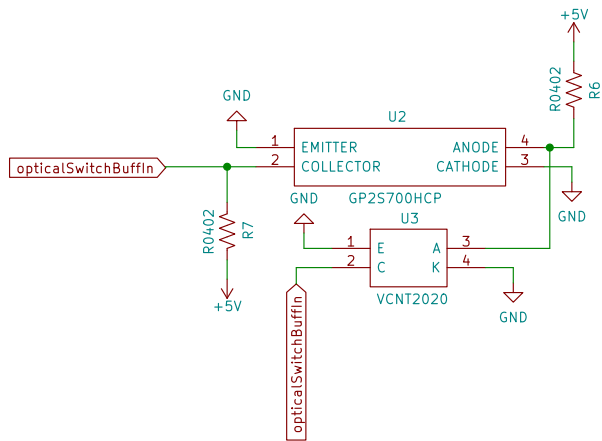 +5V
R0402
R6
GND
U2
1
EMITTER
ANODE
4
opticalSwitchBuffIn
2
COLLECTOR
CATHODE
3
GND
GP2S700HCP
GND
U3
R0402
R7
1
E
A
3
2
C
K
4
+5V
VCNT2020
GND
opticalSwitchBuffIn